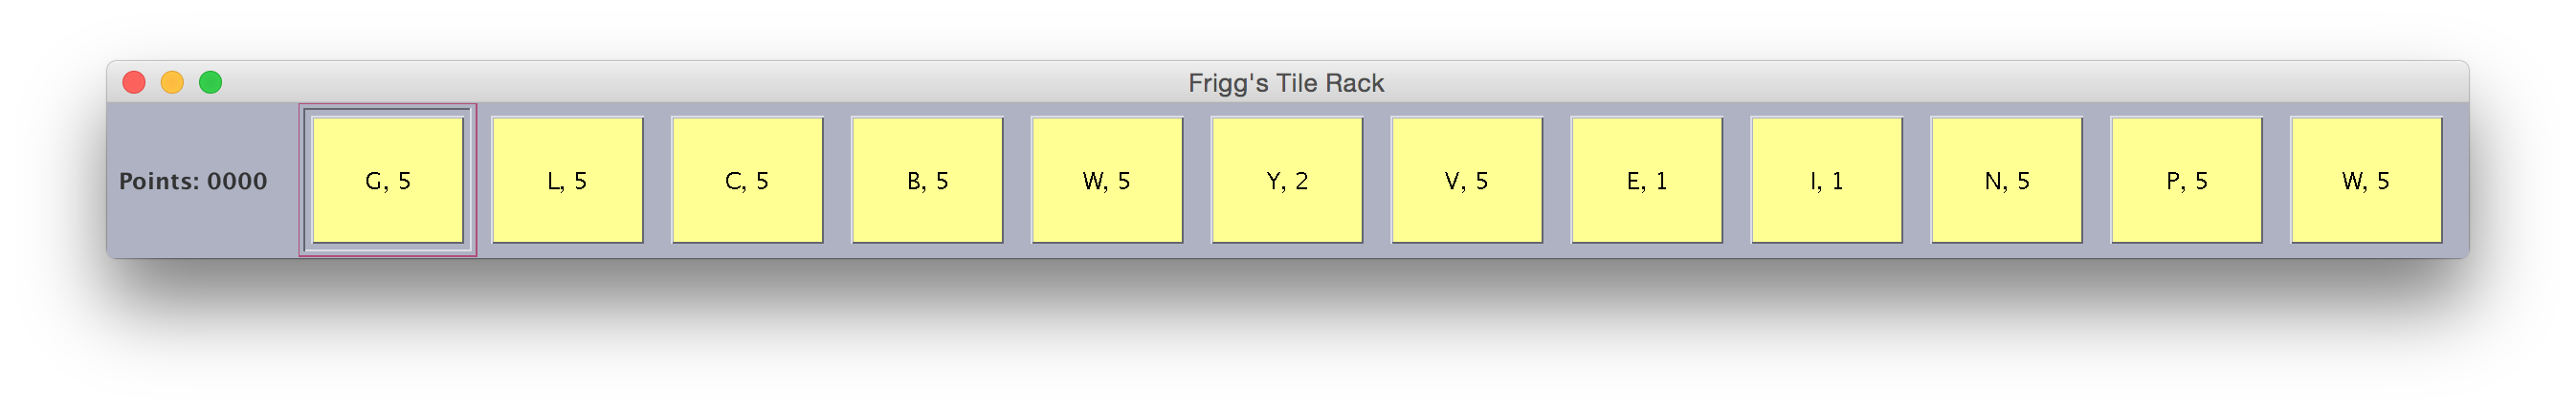 Frigg's Tile Rack
Points: 0000 G, 5 L, 5 C, 5 B, 5 W, 5 Y, 2 V, 5 E, 1 I, 1 N, 5 P, 5 W, 5